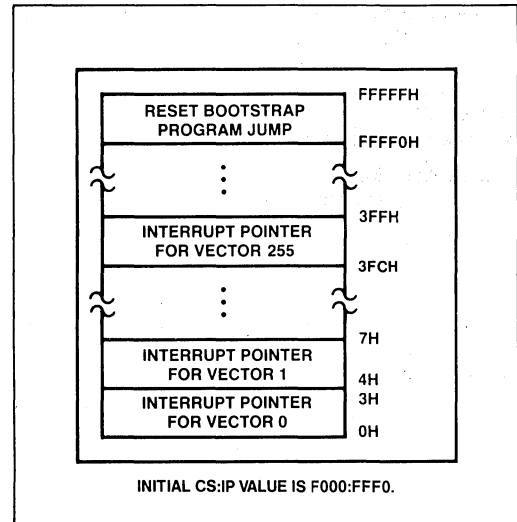 RESET BOOTSTRAP
PROGRAM JUMP
FFFFFH
FFFF0H
3FFH
INTERRUPT POINTER
FOR VECTOR 255
3FCH
7H
INTERRUPT POINTER
FOR VECTOR 1
4H
3H
INTERRUPT POINTER
FOR VECTOR 0
0H
INITIAL CS:IP VALUE IS F000:FFF0.